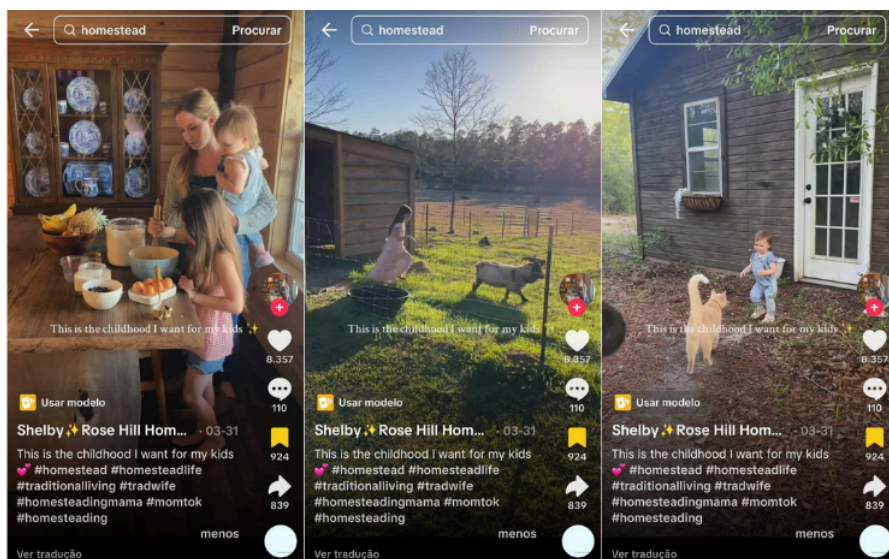 homestead Procurar
This is the childhood I want for my kids ✨
8.357
Usar modelo
110
Shelby✨Rose Hill Hom... · 03-31
This is the childhood I want for my kids
924
💕 #homestead #homesteadlife
#traditionalliving #tradwife
839
#homesteadingmama #momtok
#homesteading
menos
Ver tradução
homestead Procurar
This is the childhood I want for my kids ✨
8.357
Usar modelo
110
Shelby✨Rose Hill Hom... · 03-31
This is the childhood I want for my kids
924
💕 #homestead #homesteadlife
#traditionalliving #tradwife
839
#homesteadingmama #momtok
#homesteading
menos
Ver tradução
homestead Procurar
This is the childhood I want for my kids ✨
8.357
Usar modelo
110
Shelby✨Rose Hill Hom... · 03-31
This is the childhood I want for my kids
924
💕 #homestead #homesteadlife
#traditionalliving #tradwife
839
#homesteadingmama #momtok
#homesteading
menos
Ver tradução